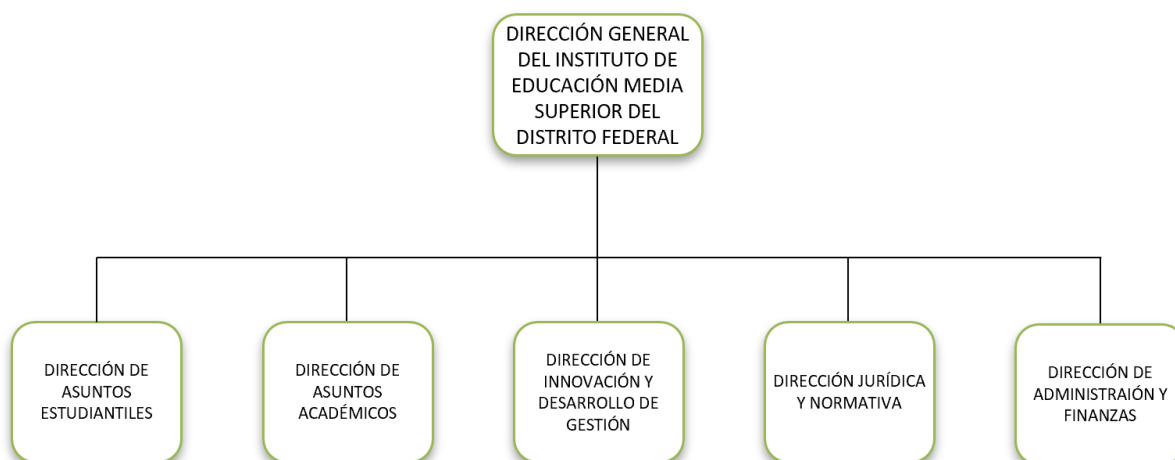 DIRECCIÓN GENERAL
DEL INSTITUTO DE
EDUCACIÓN MEDIA
SUPERIOR DEL
DISTRITO FEDERAL
DIRECCIÓN DE
ASUNTOS
ESTUDIANTILES
DIRECCIÓN DE
ASUNTOS
ACADÉMICOS
DIRECCIÓN DE
INNOVACIÓN Y
DESARROLLO DE
GESTIÓN
DIRECCIÓN JURÍDICA
Y NORMATIVA
DIRECCIÓN DE
ADMINISTRAIÓN Y
FINANZAS